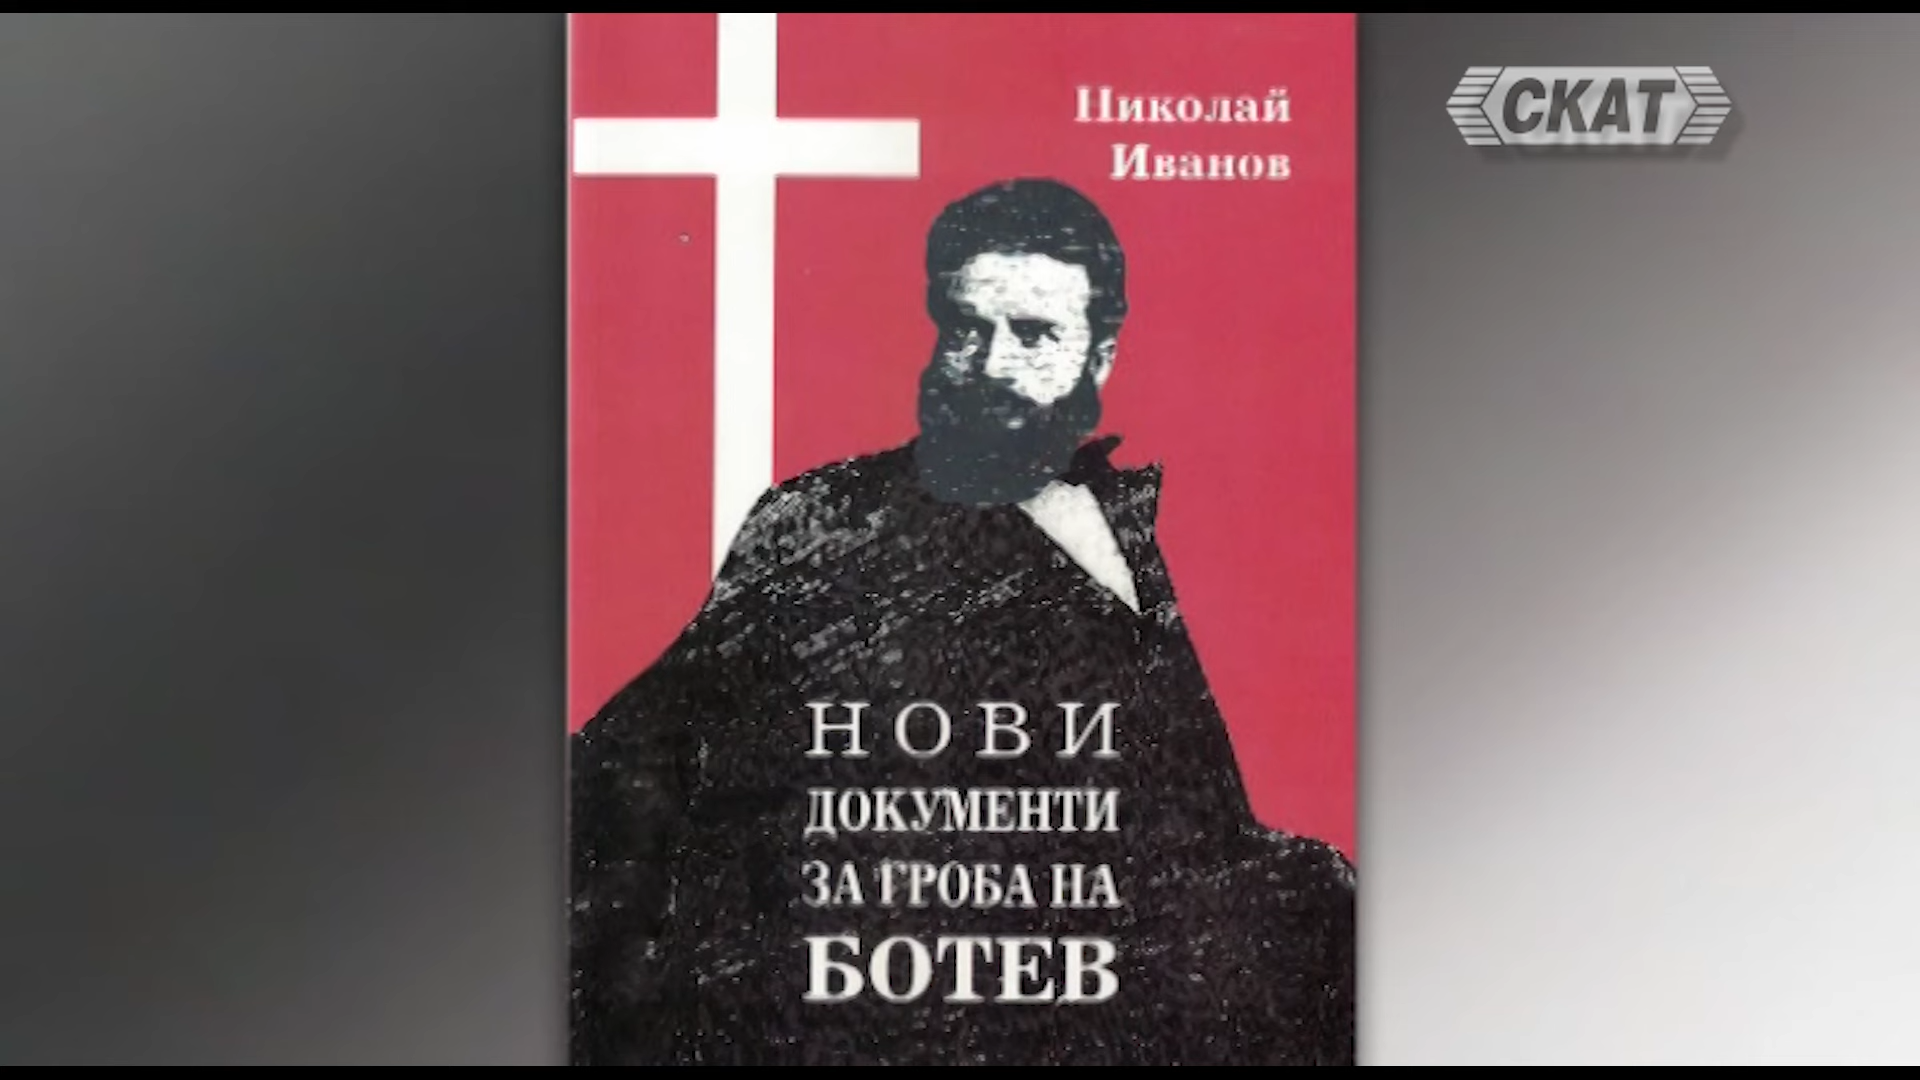 Николай
Иванов
СКАТ
НОВИ
ДОКУМЕНТИ
ЗА ГРОБА НА
БОТЕВ